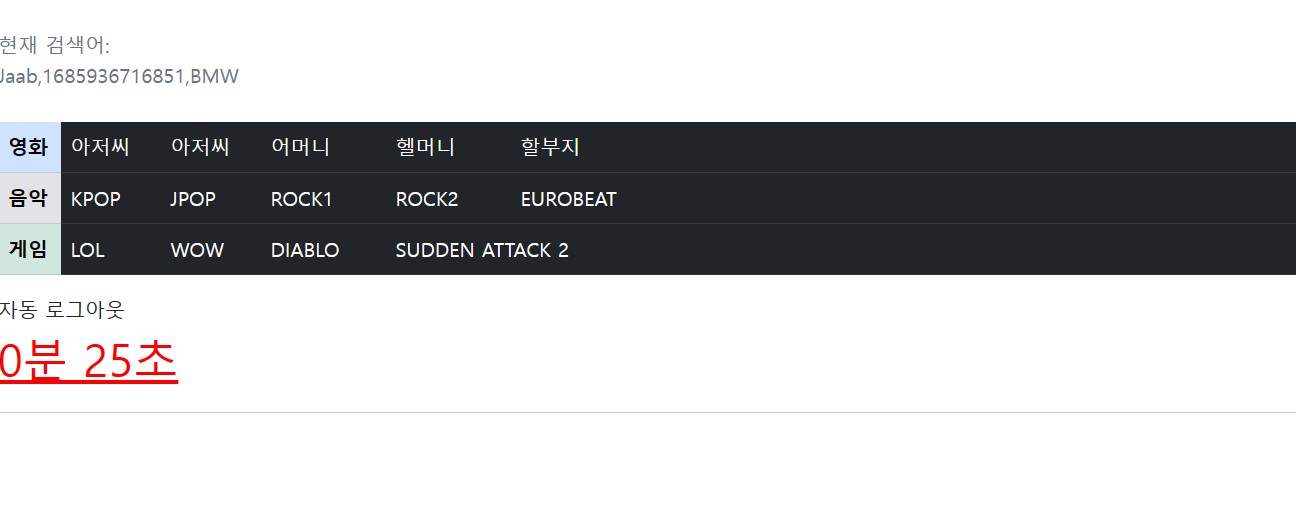 현재 검색어:
Jaab,1685936716851,BMW
영화 아저씨 아저씨 어머니 헬머니 할부지
음악 KPOP JPOP ROCK1 ROCK2 EUROBEAT
게임 LOL WOW DIABLO SUDDEN ATTACK 2
자동 로그아웃
0분 25초